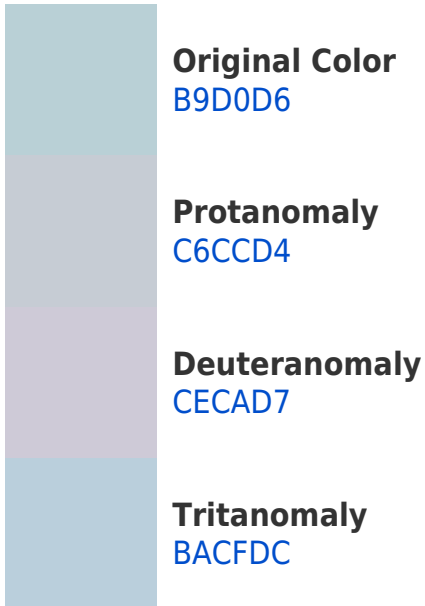 Original Color
B9D0D6
Protanomaly
C6CCD4
Deuteranomaly
CECAD7
Tritanomaly
BACFDC